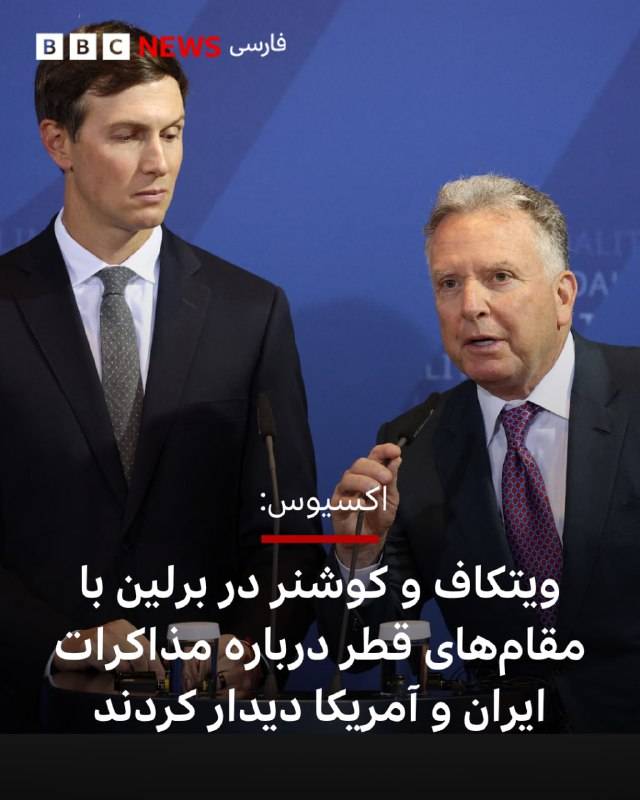 BBC NEWS فارسی
اکسیوس:
ویتکاف و کوشنر در برلین با
مقام‌های قطر درباره مذاکرات
ایران و آمریکا دیدار کردند